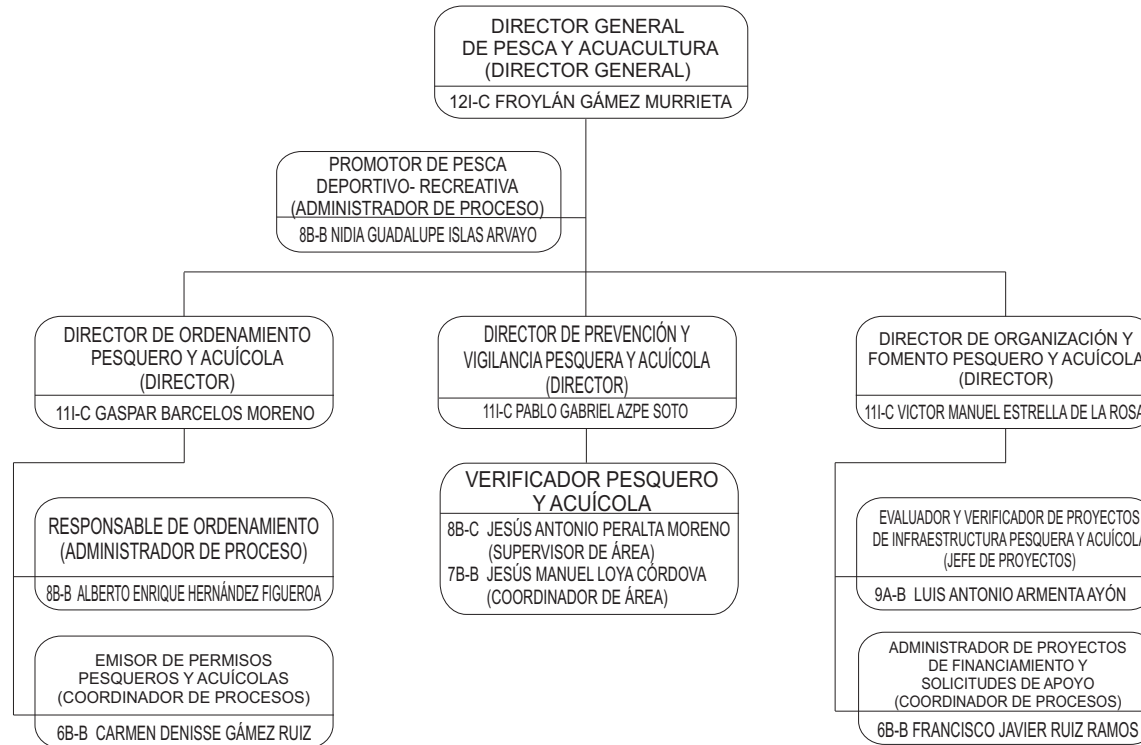 DIRECTOR GENERAL
DE PESCA Y ACUACULTURA
(DIRECTOR GENERAL)
12I-C FROYLÁN GÁMEZ MURRIETA
PROMOTOR DE PESCA
DEPORTIVO- RECREATIVA
(ADMINISTRADOR DE PROCESO)
8B-B NIDIA GUADALUPE ISLAS ARVAYO
DIRECTOR DE ORDENAMIENTO
PESQUERO Y ACUÍCOLA
(DIRECTOR)
11I-C GASPAR BARCELOS MORENO
RESPONSABLE DE ORDENAMIENTO
(ADMINISTRADOR DE PROCESO)
8B-B ALBERTO ENRIQUE HERNÁNDEZ FIGUEROA
EMISOR DE PERMISOS
PESQUEROS Y ACUÍCOLAS
(COORDINADOR DE PROCESOS)
6B-B CARMEN DENISSE GÁMEZ RUIZ
DIRECTOR DE PREVENCIÓN Y
VIGILANCIA PESQUERA Y ACUÍCOLA
(DIRECTOR)
11I-C PABLO GABRIEL AZPE SOTO
VERIFICADOR PESQUERO
Y ACUÍCOLA
8B-C JESÚS ANTONIO PERALTA MORENO
(SUPERVISOR DE ÁREA)
7B-B JESÚS MANUEL LOYA CÓRDOVA
(COORDINADOR DE ÁREA)
DIRECTOR DE ORGANIZACIÓN Y
FOMENTO PESQUERO Y ACUÍCOLA
(DIRECTOR)
11I-C VICTOR MANUEL ESTRELLA DE LA ROSA
EVALUADOR Y VERIFICADOR DE PROYECTOS
DE INFRAESTRUCTURA PESQUERA Y ACUÍCOLA
(JEFE DE PROYECTOS)
9A-B LUIS ANTONIO ARMENTA AYÓN
ADMINISTRADOR DE PROYECTOS
DE FINANCIAMIENTO Y
SOLICITUDES DE APOYO
(COORDINADOR DE PROCESOS)
6B-B FRANCISCO JAVIER RUIZ RAMOS